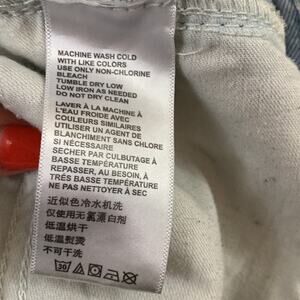 MACHINE WASH COLD
WITH LIKE COLORS
USE ONLY NON-CHLORINE
BLEACH
TUMBLE DRY LOW
LOW IRON AS NEEDED
DO NOT DRY CLEAN
LAVER À LA MACHINE À
L'EAU FROIDE AVEC
COULEURS SIMILAIRES
UTILISER UN AGENT DE
BLANCHIMENT SANS CHLORE
SI NÉCESSAIRE
SECHER PAR CULBUTAGE À
BASSE TEMPÉRATURE
REPASSER, AU BESOIN, À
TRÉS BASSE TEMPÉRATURE
NE PAS NETTOYER À SEC
近似色冷水机洗
仅使用无氯漂白剂
低温烘干
低温熨烫
不可干洗
30